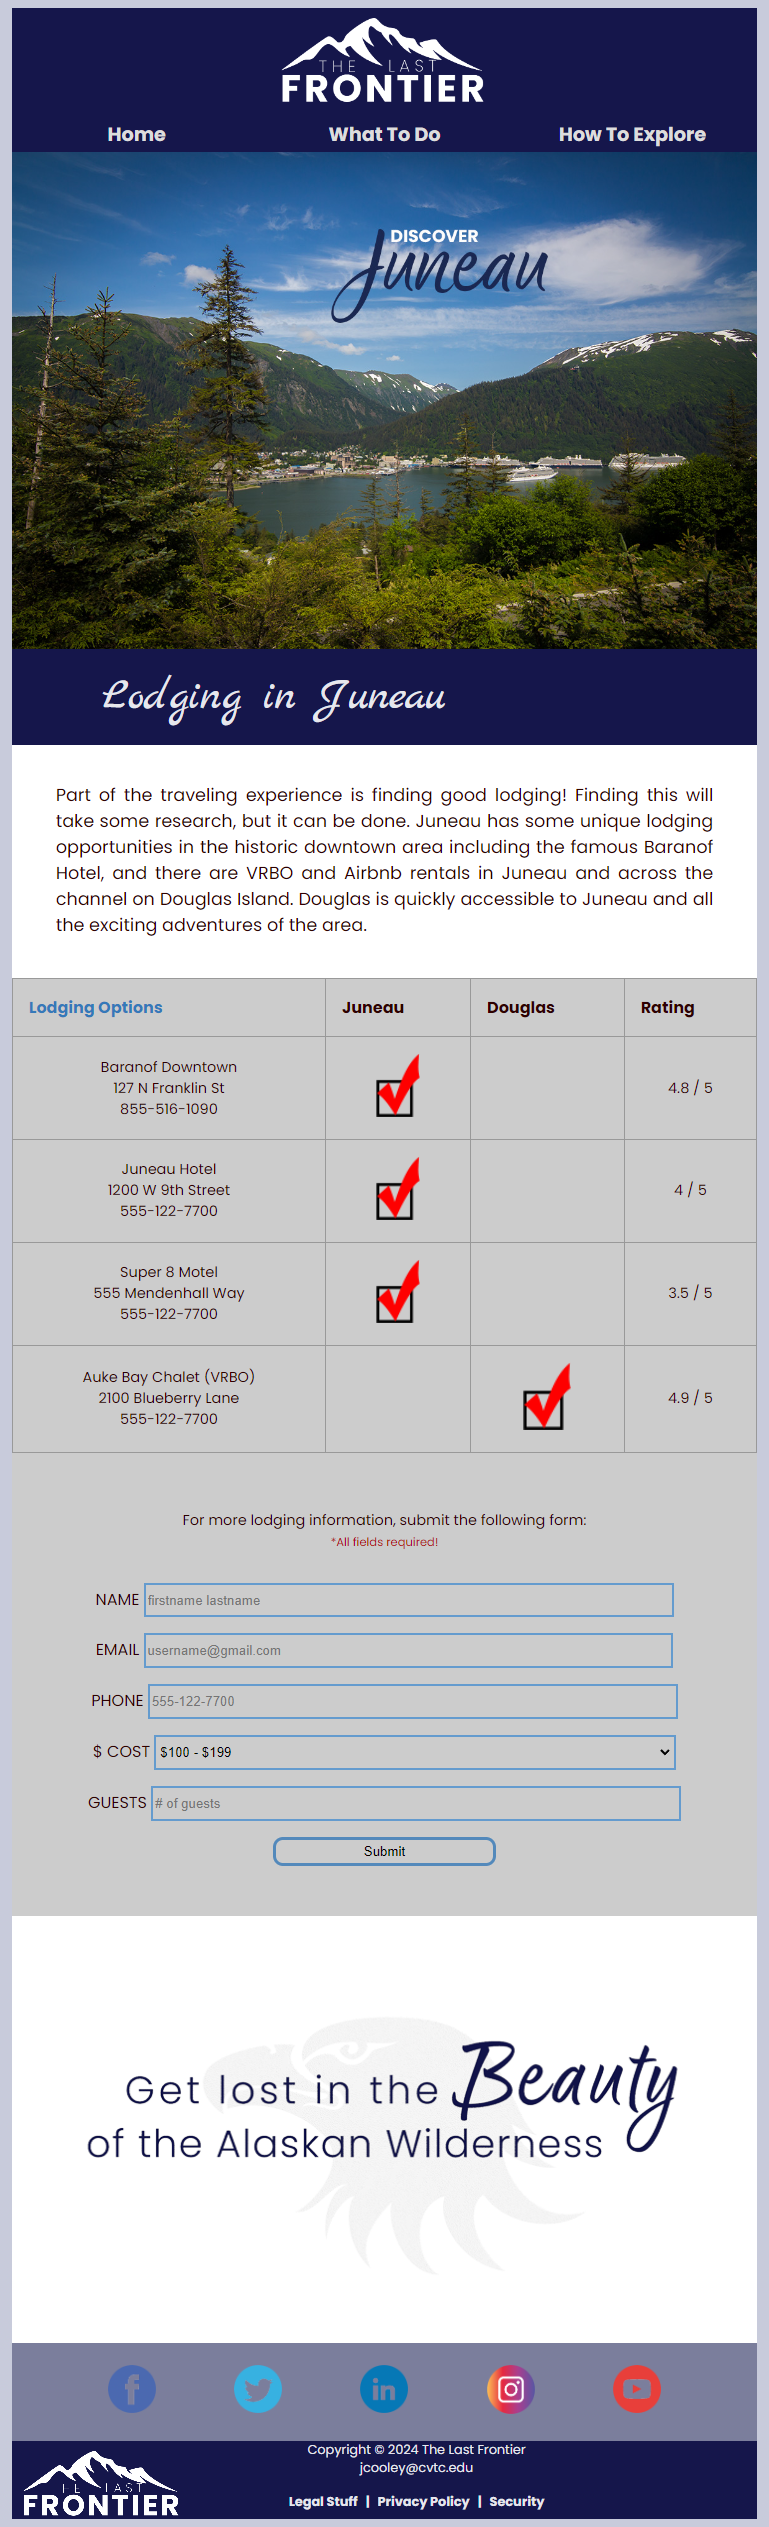 THE LAST
FRONTIER
Home What To Do How To Explore
DISCOVER
Juneau
Lodging in Juneau
Part of the traveling experience is finding good lodging! Finding this will
take some research, but it can be done. Juneau has some unique lodging
opportunities in the historic downtown area including the famous Baranof
Hotel, and there are VRBO and Airbnb rentals in Juneau and across the
channel on Douglas Island. Douglas is quickly accessible to Juneau and all
the exciting adventures of the area.
Lodging Options Juneau Douglas Rating
Baranof Downtown
127 N Franklin St
855-516-1090
4.8 / 5
Juneau Hotel
1200 W 9th Street
555-122-7700
4 / 5
Super 8 Motel
555 Mendenhall Way
555-122-7700
3.5 / 5
Auke Bay Chalet (VRBO)
2100 Blueberry Lane
555-122-7700
4.9 / 5
For more lodging information, submit the following form:
*All fields required!
NAME firstname lastname
EMAIL username@gmail.com
PHONE 555-122-7700
$ COST $100 - $199
GUESTS # of guests
Submit
Get lost in the Beauty
of the Alaskan Wilderness
Copyright © 2024 The Last Frontier
jcooley@cvtc.edu
THE LAST
FRONTIER
Legal Stuff | Privacy Policy | Security